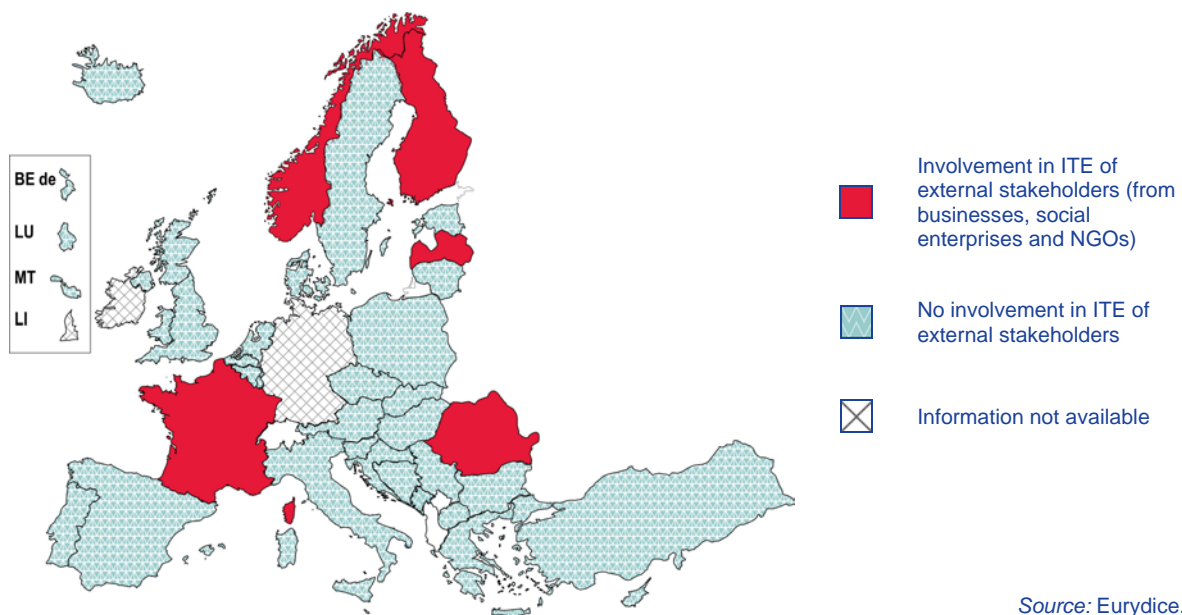 BE de
LU
MT
LI
Involvement in ITE of
external stakeholders (from
businesses, social
enterprises and NGOs)
No involvement in ITE of
external stakeholders
Information not available
Source: Eurydice.